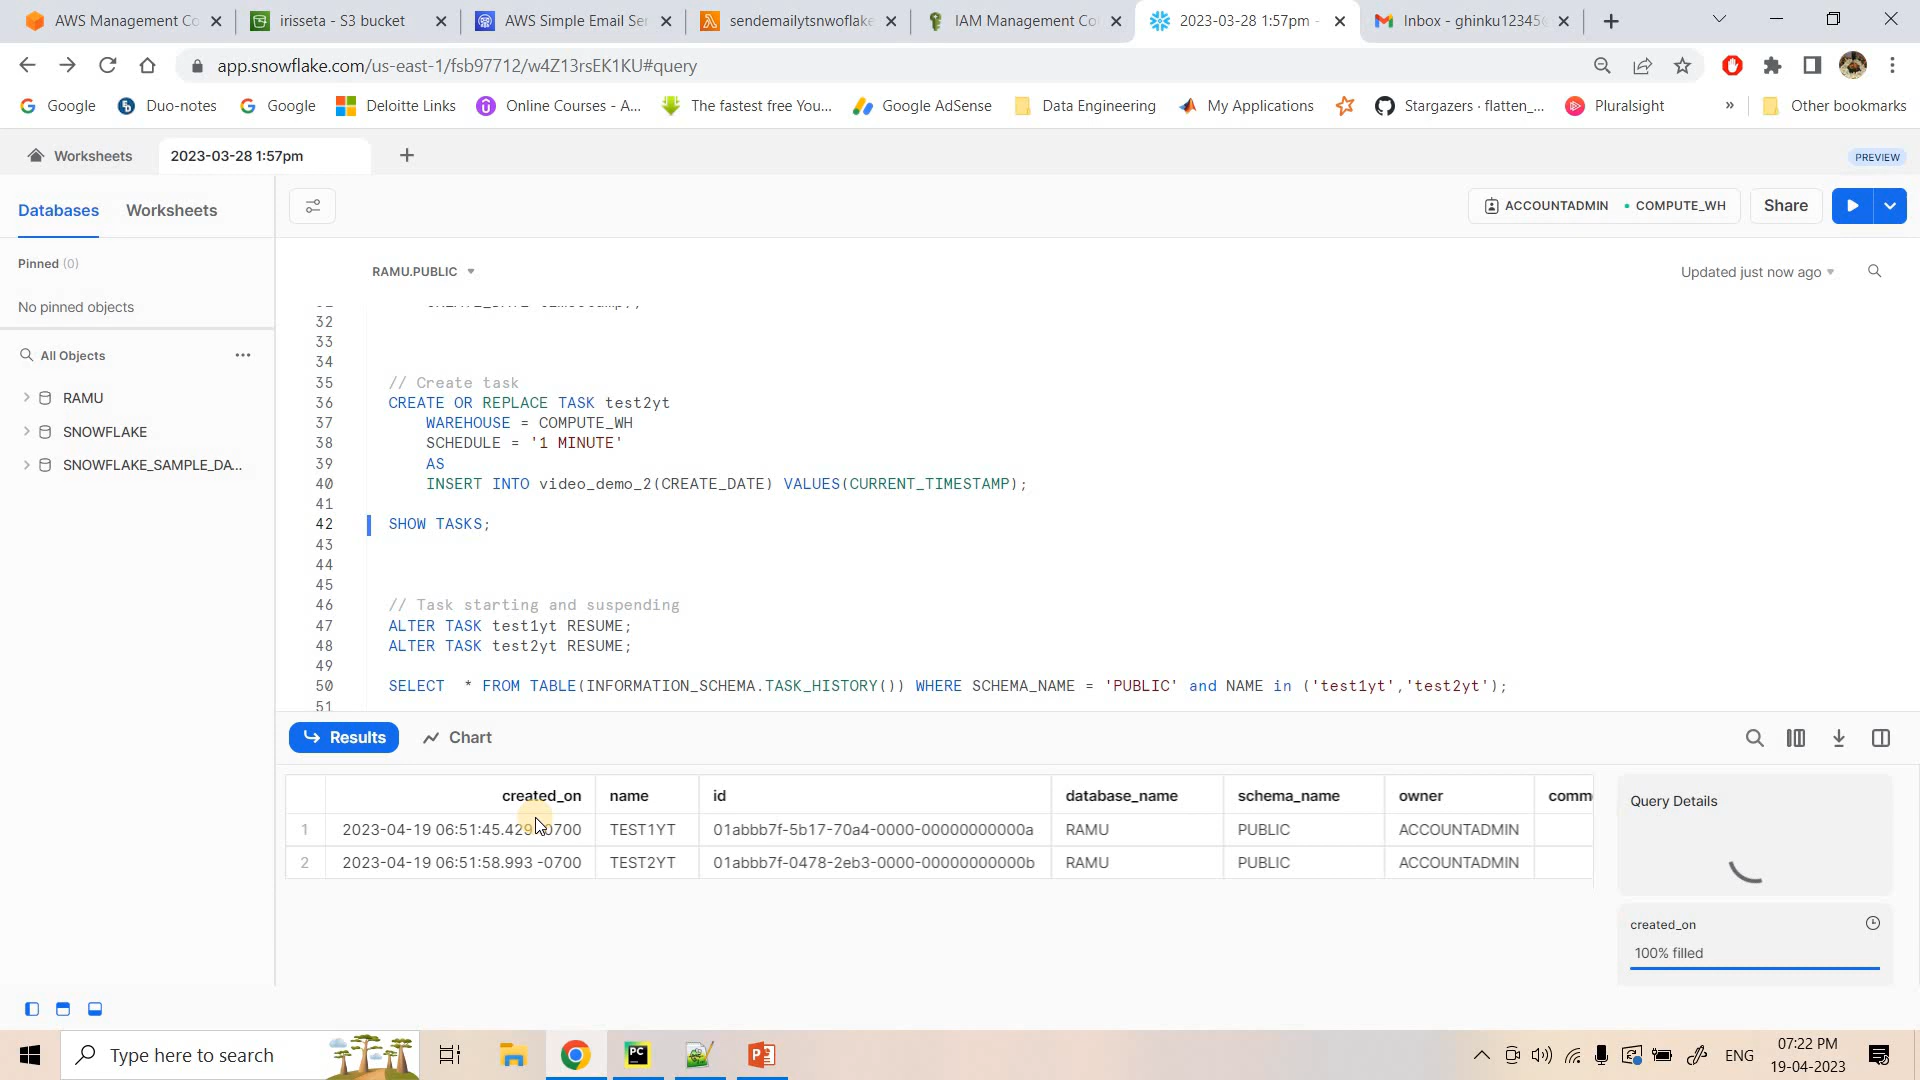 AWS Management Co
irisseta - S3 bucket
AWS Simple Email Se
sendemailytsnwoflake
IAM Management Co
2023-03-28 1:57pm -
Inbox - ghinku12345
app.snowflake.com/us-east-1/fsb97712/w4Z13rsEK1KU#query
Google
Duo-notes
Google
Deloitte Links
Online Courses - A...
The fastest free You...
Google AdSense
Data Engineering
My Applications
Stargazers · flatten_...
Pluralsight
»
Other bookmarks
Worksheets
2023-03-28 1:57pm
PREVIEW
Databases
Worksheets
ACCOUNTADMIN
COMPUTE_WH
Share
Pinned (0)
No pinned objects
All Objects
RAMU
SNOWFLAKE
SNOWFLAKE_SAMPLE_DA...
RAMU.PUBLIC
Updated just now ago
32
33
34
35 // Create task
36 CREATE OR REPLACE TASK test2yt
37 WAREHOUSE = COMPUTE_WH
38 SCHEDULE = '1 MINUTE'
39 AS
40 INSERT INTO video_demo_2(CREATE_DATE) VALUES(CURRENT_TIMESTAMP);
41
42 SHOW TASKS;
43
44
45
46 // Task starting and suspending
47 ALTER TASK test1yt RESUME;
48 ALTER TASK test2yt RESUME;
49
50 SELECT * FROM TABLE(INFORMATION_SCHEMA.TASK_HISTORY()) WHERE SCHEMA_NAME = 'PUBLIC' and NAME in ('test1yt','test2yt');
51
Results
Chart
created_on name id database_name schema_name owner comm
1 2023-04-19 06:51:45.429 -0700 TEST1YT 01abbb7f-5b17-70a4-0000-00000000000a RAMU PUBLIC ACCOUNTADMIN
2 2023-04-19 06:51:58.993 -0700 TEST2YT 01abbb7f-0478-2eb3-0000-00000000000b RAMU PUBLIC ACCOUNTADMIN
Query Details
created_on
100% filled
Type here to search
ENG
07:22 PM
19-04-2023